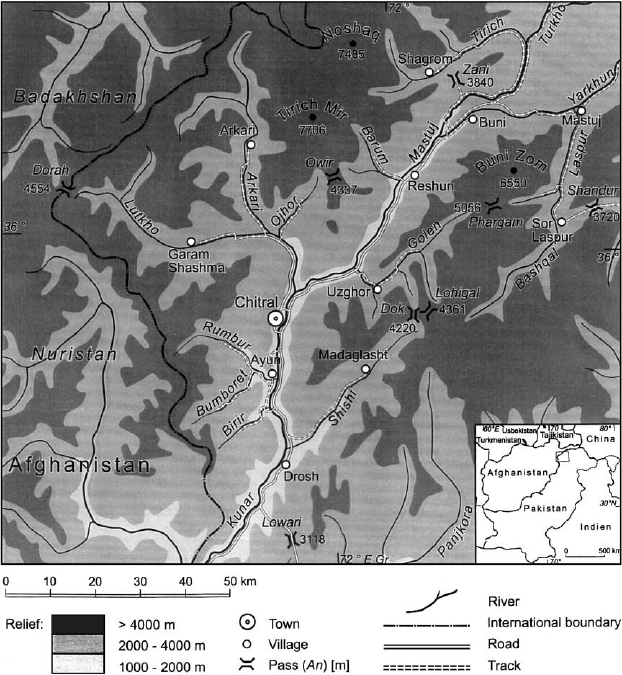 72°
Noshaq
7485
Tirich
Turkho
Shagrom
Zani
3840
Badakhshan
Yarkhun
Tirich Mir
7706
Buni
Mastuj
Arkari
Barum
Mastuj
Laspur
Dorah
4554
Owir
4337
Reshun
Buni Zom
6550
Arkari
Ojhor
Lutkho
5056
Phargam
Shandur
3720
36°
Golen
Sor
Laspur
36°
Garam
Shashma
Bashqal
Uzghor
Lohigal
Chitral
Dok
4361
4220
Rumbur
Nuristan
Ayun
Madaglasht
Bumboret
Shishi
Birir
Afghanistan
Drosh
Kunar
Lowari
3118
Panjkora
72° E Gr.
60°E
Usbekistan
70
80°
Turkmenistan
Tajikistan
China
Afghanistan
30°N
Pakistan
Indien
0 500 km
70°
0 10 20 30 40 50 km
Relief:
> 4000 m
2000 - 4000 m
1000 - 2000 m
Town
Village
Pass (An) [m]
River
International boundary
Road
Track